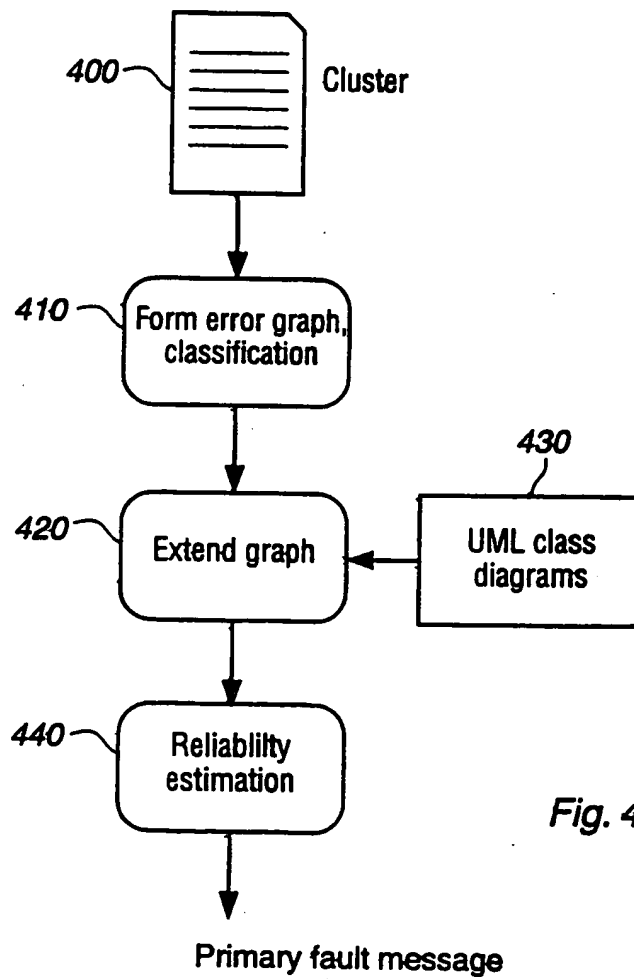 400
Cluster
410
Form error graph,
classification
430
420
Extend graph
UML class
diagrams
440
Reliablilty
estimation
Fig. 4
Primary fault message